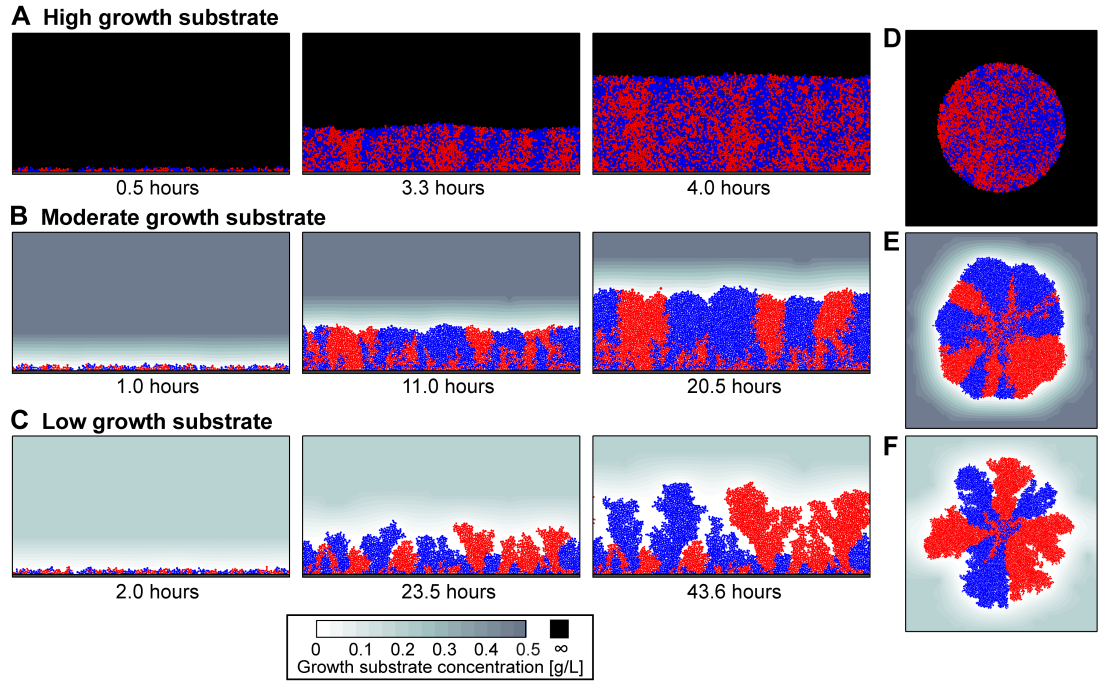 A High growth substrate
0.5 hours
3.3 hours
4.0 hours
D
B Moderate growth substrate
1.0 hours
11.0 hours
20.5 hours
E
C Low growth substrate
2.0 hours
23.5 hours
43.6 hours
F
0 0.1 0.2 0.3 0.4 0.5 ∞
Growth substrate concentration [g/L]